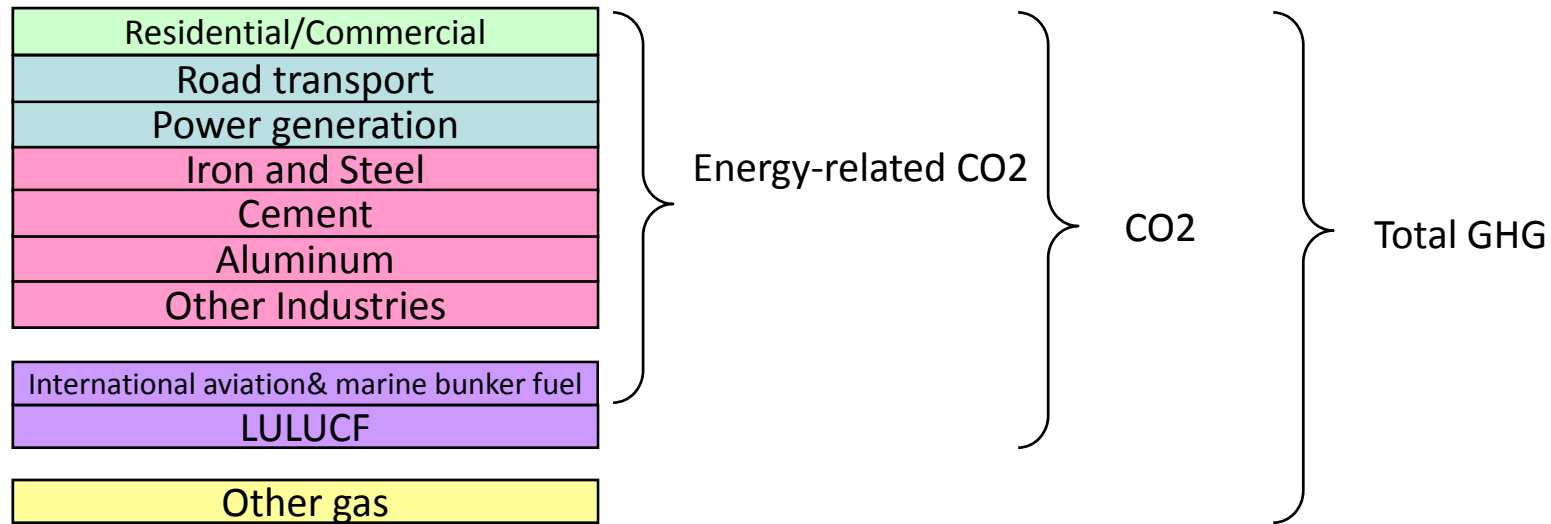 Residential/Commercial
Road transport
Power generation
Iron and Steel
Cement
Aluminum
Other Industries
International aviation& marine bunker fuel
LULUCF
Other gas
Energy-related CO2
CO2
Total GHG